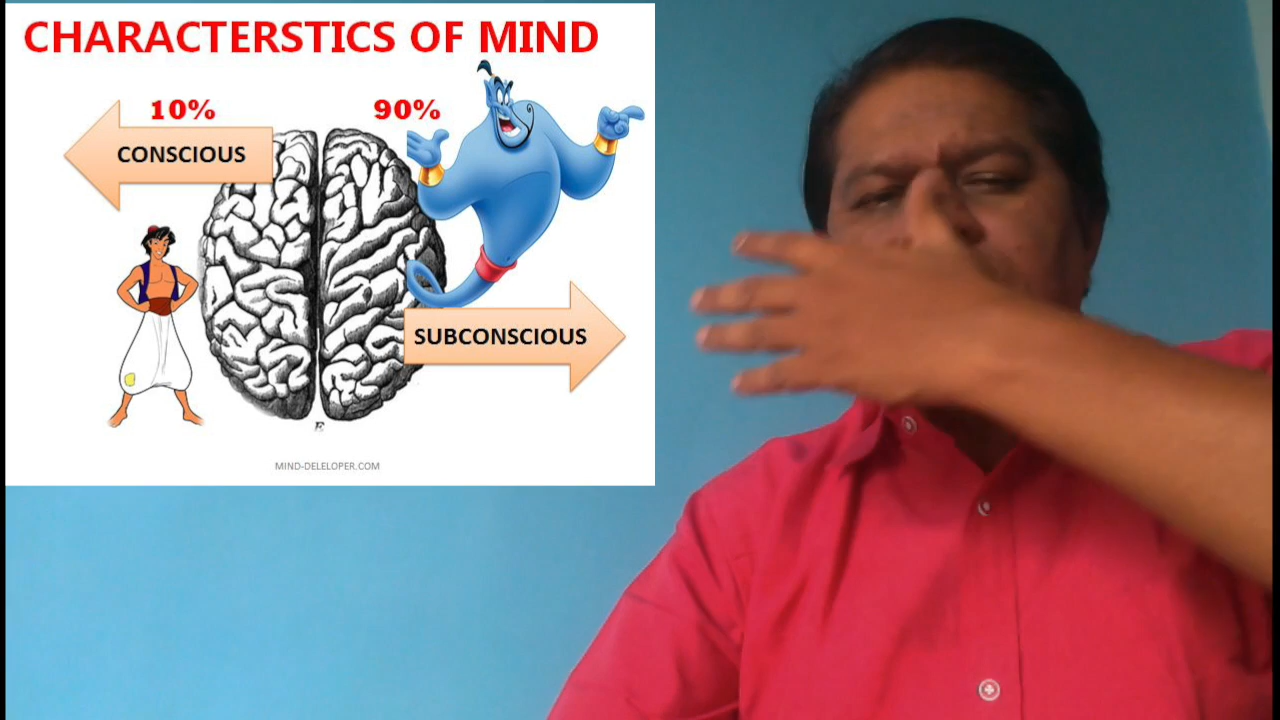 CHARACTERSTICS OF MIND
10%
90%
CONSCIOUS
SUBCONSCIOUS
E
MIND-DELELOPER.COM